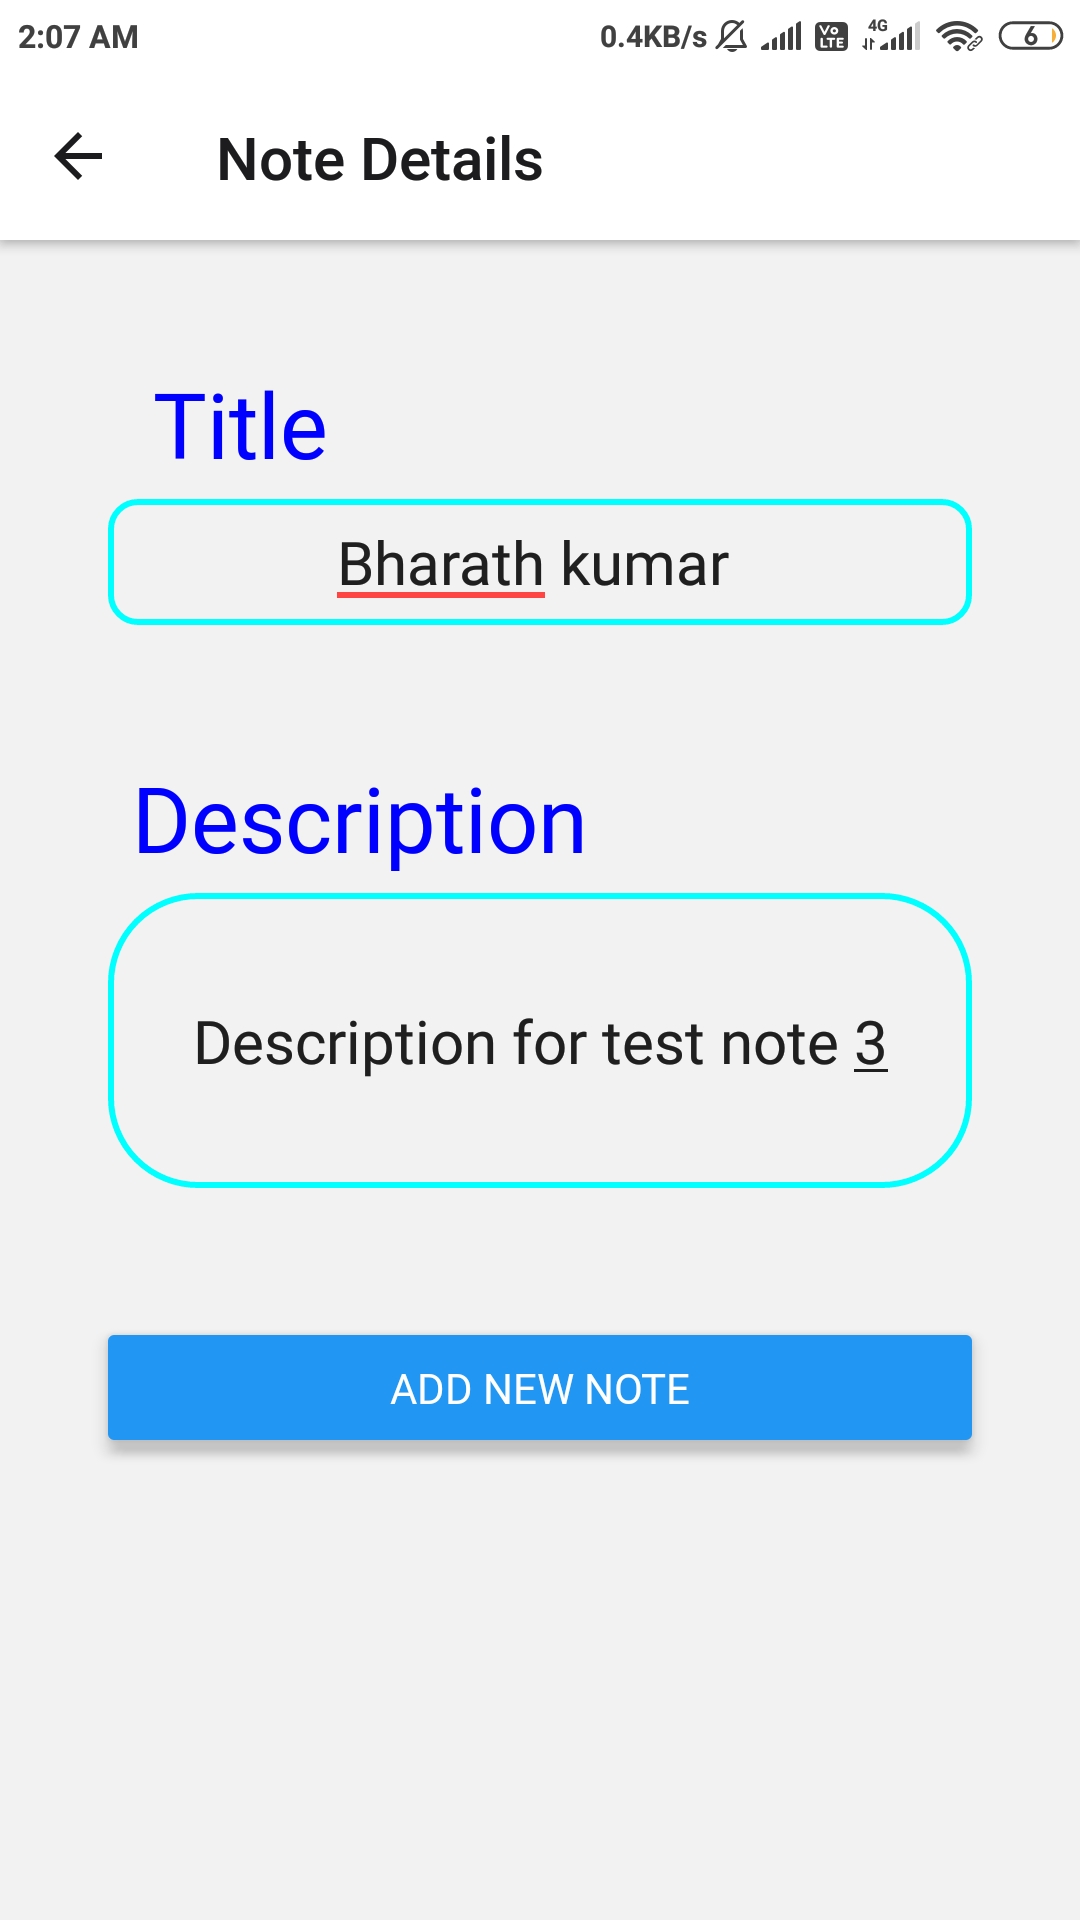 2:07 AM 0.4KB/s Vo LTE 4G 6
Note Details
Title
Bharath kumar
Description
Description for test note 3
ADD NEW NOTE